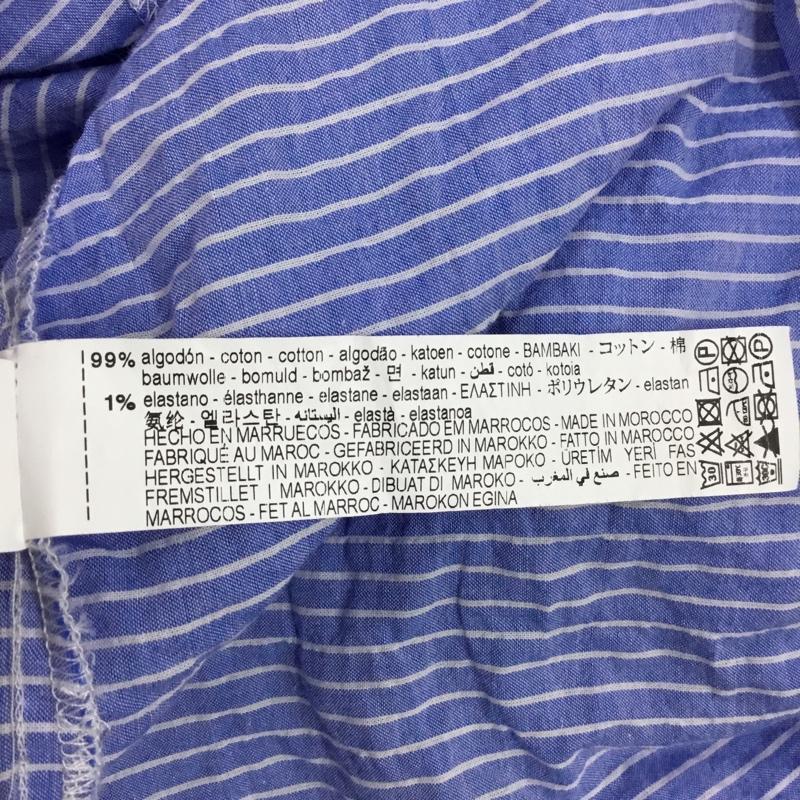 99% algodón - coton - cotton - algodão - katoen - cotone - BAMBAKI - コットン - 棉
baumwolle - bomuld - bombaž - 면 - katun - قطن - cotó - kotoia
1% elastano - élasthanne - elastane - elastaan - ΕΛΑΣΤΙΝΗ - ポリウレタン - elastan
氨纶 - 엘라스탄 - اليستانه - elastà - elastanoa
HECHO EN MARRUECOS - FABRICADO EM MARROCOS - MADE IN MOROCCO
FABRIQUÉ AU MAROC - GEFABRICEERD IN MAROKKO - FATTO IN MAROCCO
HERGESTELLT IN MAROKKO - ΚΑΤΑΣΚΕΥΗ ΜΑΡΟΚΟ - ÜRETİM YERİ FAS
FREMSTILLET I MAROKKO - DIBUAT DI MAROKO - صنع في المغرب - FEITO EN
MARROCOS - FET AL MARROC - MAROKON EGINA
P P
30